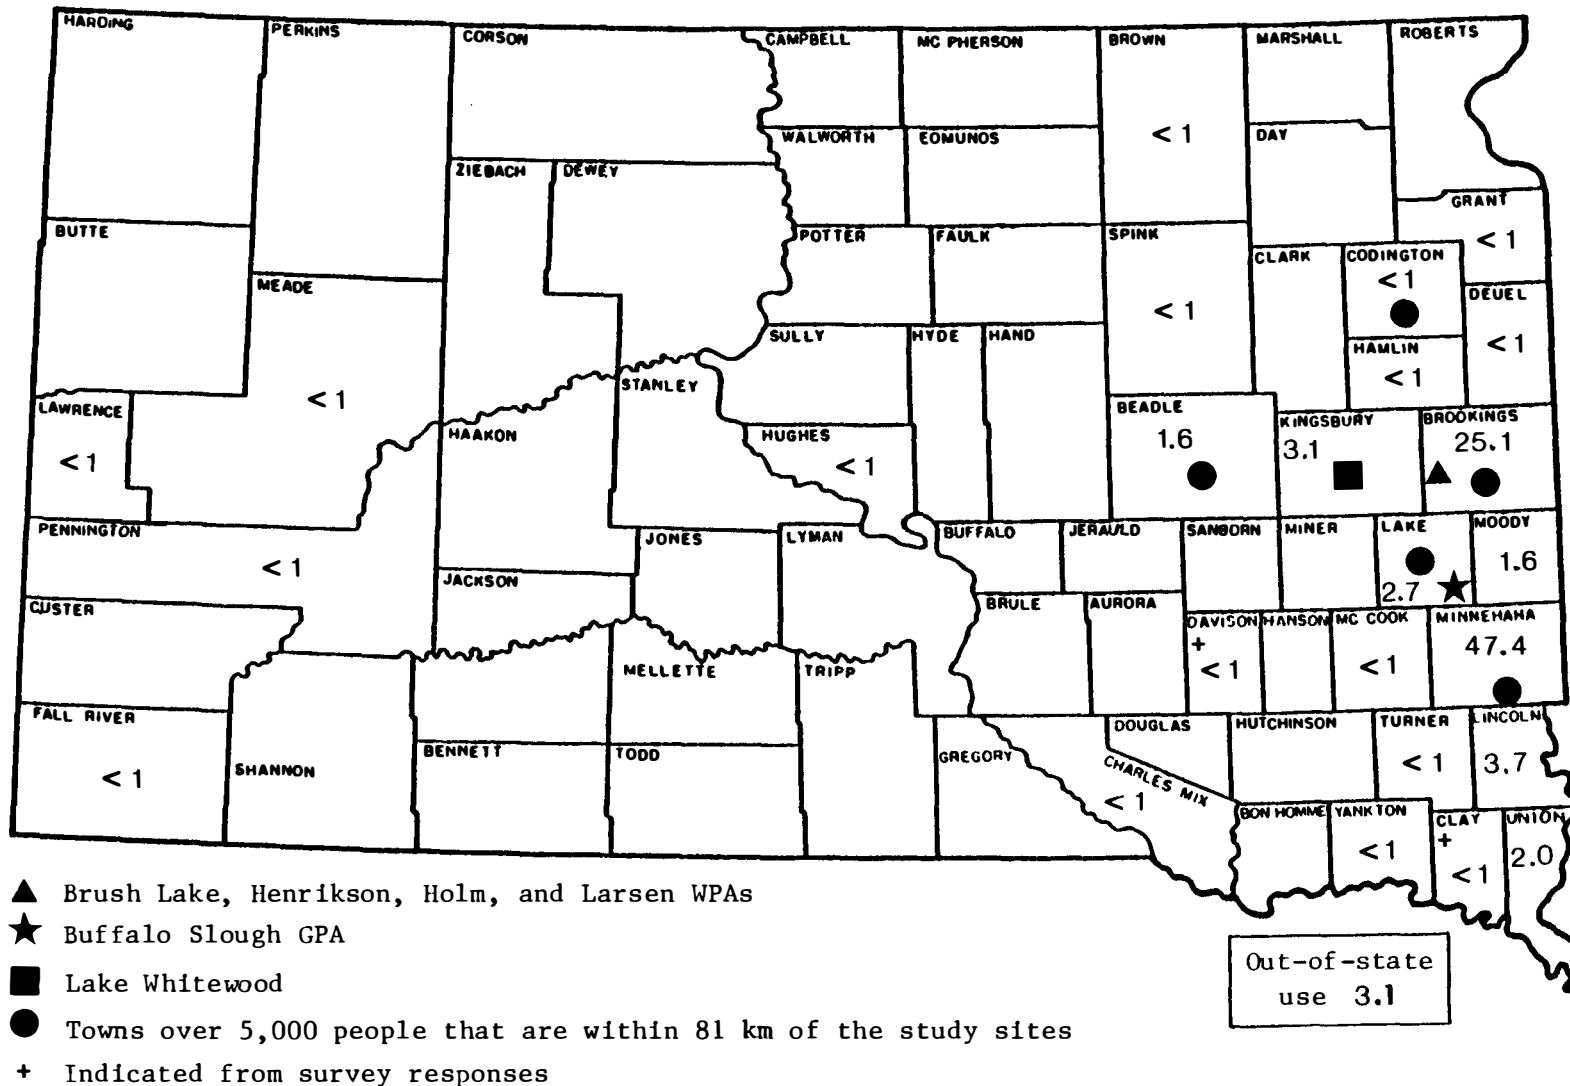 HARDING
PERKINS
CORSON
CAMPBELL
MC PHERSON
BROWN
MARSHALL
ROBERTS
<1
WALWORTH
EDMUNOS
DAY
ZIEBACH
DEWEY
GRANT
<1
BUTTE
POTTER
FAULK
SPINK
<1
CLARK
CODINGTON
<1
MEADE
<1
DEUEL
<1
SULLY
HYDE
HAND
HAMLIN
<1
STANLEY
LAWRENCE
<1
HAAKON
HUGHES
<1
BEADLE
1.6
KINGSBURY
3.1
BROOKINGS
25.1
PENNINGTON
<1
JONES
LYMAN
BUFFALO
JERAULD
SANBORN
MINER
LAKE
2.7
MOODY
1.6
JACKSON
CUSTER
BRULE
AURORA
DAVISON
+
<1
HANSON
MC COOK
<1
MINNEHAHA
47.4
MELLETTE
TRIPP
FALL RIVER
<1
SHANNON
BENNETT
TODD
GREGORY
DOUGLAS
HUTCHINSON
TURNER
<1
LINCOLN
3.7
CHARLES MIX
<1
BON HOMME
YANKTON
<1
CLAY
+
<1
UNION
2.0
Brush Lake, Henrikson, Holm, and Larsen WPAs
Buffalo Slough GPA
Lake Whitewood
Towns over 5,000 people that are within 81 km of the study sites
+ Indicated from survey responses
Out-of-state
use 3.1